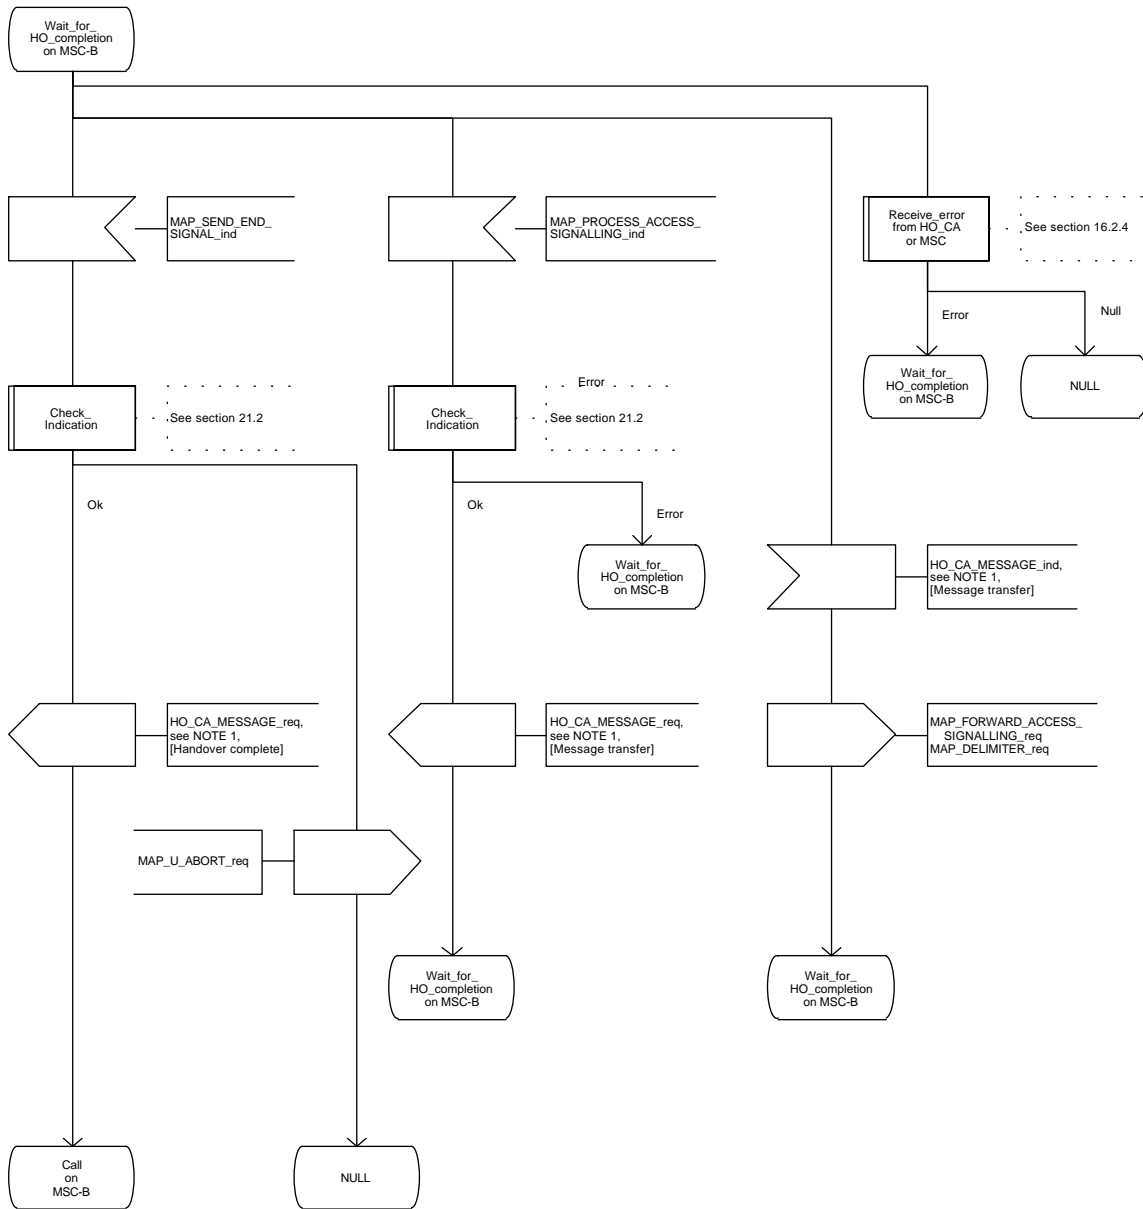 Wait_for_
HO_completion
on MSC-B
MAP_SEND_END_
SIGNAL_ind
MAP_PROCESS_ACCESS_
SIGNALLING_ind
Receive_error
from HO_CA
or MSC
See section 16.2.4
Error
Null
Wait_for_
HO_completion
on MSC-B
NULL
Check_
Indication
See section 21.2
Error
Check_
Indication
See section 21.2
Ok
Ok
Error
Wait_for_
HO_completion
on MSC-B
HO_CA_MESSAGE_ind,
see NOTE 1,
[Message transfer]
HO_CA_MESSAGE_req,
see NOTE 1,
[Handover complete]
HO_CA_MESSAGE_req,
see NOTE 1,
[Message transfer]
MAP_FORWARD_ACCESS_
SIGNALLING_req
MAP_DELIMITER_req
MAP_U_ABORT_req
Wait_for_
HO_completion
on MSC-B
Wait_for_
HO_completion
on MSC-B
Call
on
MSC-B
NULL